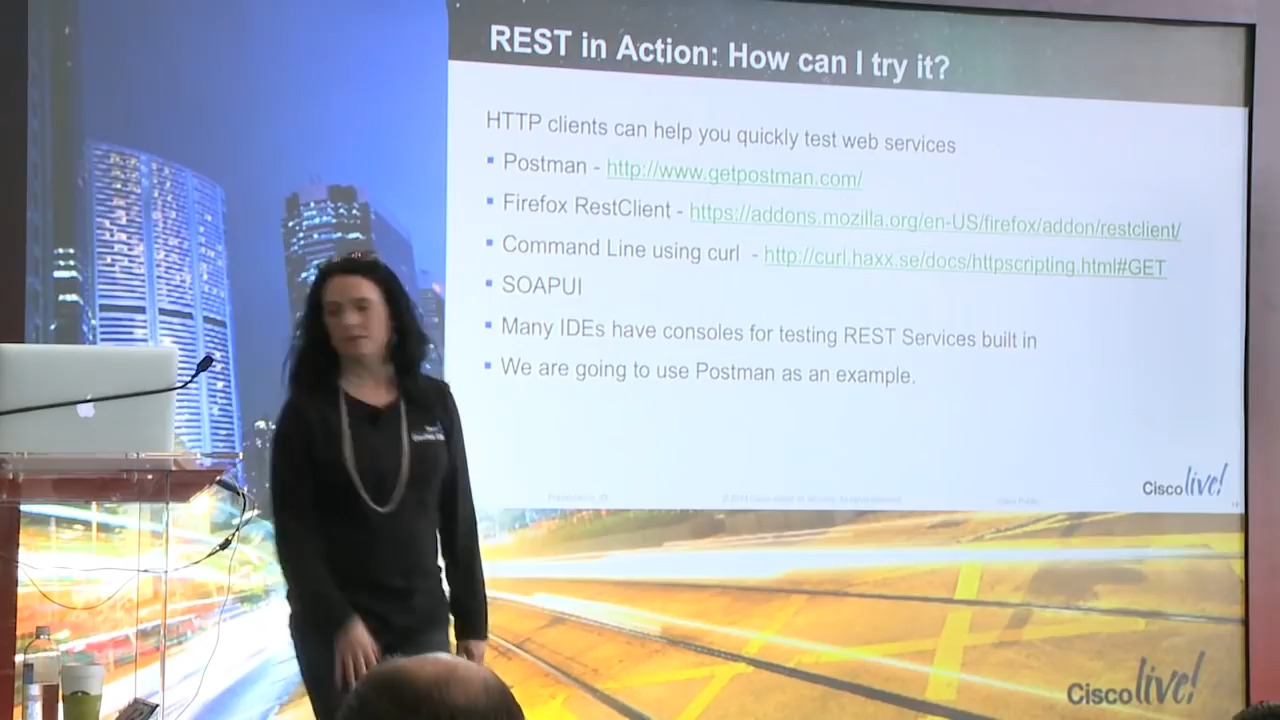 REST in Action: How can I try it?
HTTP clients can help you quickly test web services
Postman - http://www.getpostman.com/
Firefox RestClient - https://addons.mozilla.org/en-US/firefox/addon/restclient/
Command Line using curl - http://curl.haxx.se/docs/httpscripting.html#GET
SOAPUI
Many IDEs have consoles for testing REST Services built in
We are going to use Postman as an example.
Cisco live!
Cisco live!